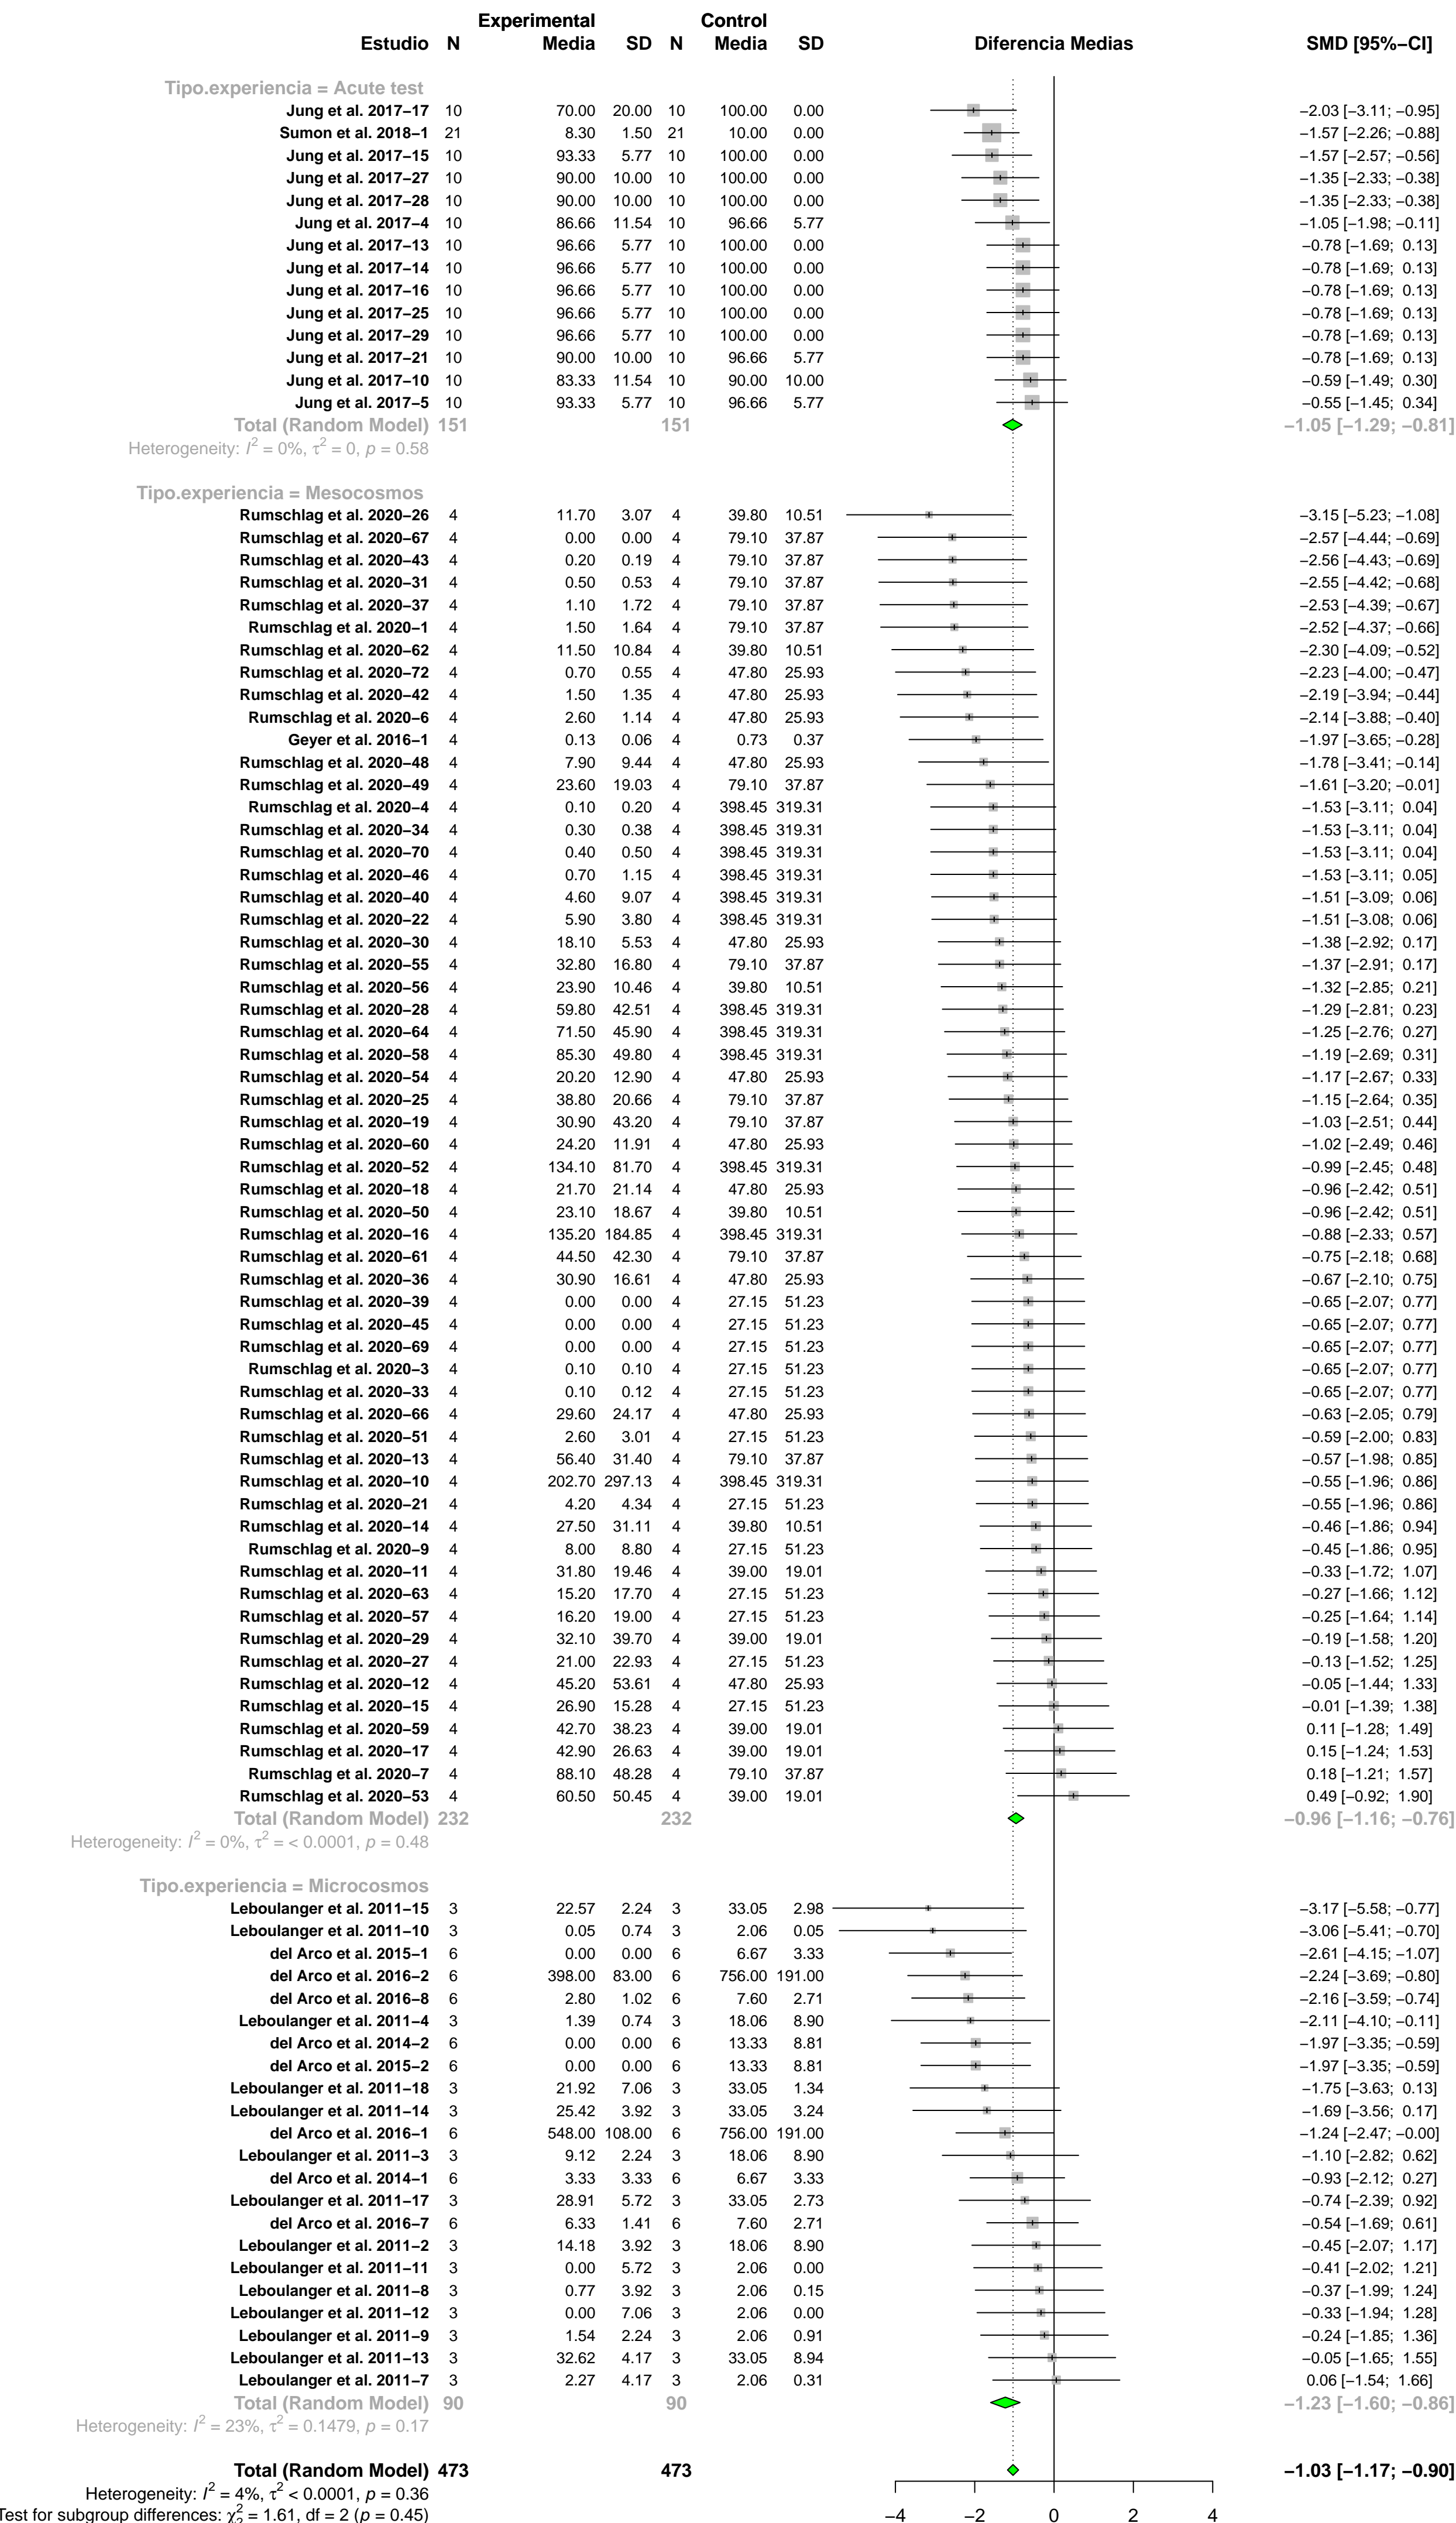 Experimental Control
Estudio N Media SD N Media SD Diferencia Medias SMD [95%−CI]
Tipo.experiencia = Acute test
Jung et al. 2017−17 10 70.00 20.00 10 100.00 0.00 −2.03 [−3.11; −0.95]
Sumon et al. 2018−1 21 8.30 1.50 21 10.00 0.00 −1.57 [−2.26; −0.88]
Jung et al. 2017−15 10 93.33 5.77 10 100.00 0.00 −1.57 [−2.57; −0.56]
Jung et al. 2017−27 10 90.00 10.00 10 100.00 0.00 −1.35 [−2.33; −0.38]
Jung et al. 2017−28 10 90.00 10.00 10 100.00 0.00 −1.35 [−2.33; −0.38]
Jung et al. 2017−4 10 86.66 11.54 10 96.66 5.77 −1.05 [−1.98; −0.11]
Jung et al. 2017−13 10 96.66 5.77 10 100.00 0.00 −0.78 [−1.69; 0.13]
Jung et al. 2017−14 10 96.66 5.77 10 100.00 0.00 −0.78 [−1.69; 0.13]
Jung et al. 2017−16 10 96.66 5.77 10 100.00 0.00 −0.78 [−1.69; 0.13]
Jung et al. 2017−25 10 96.66 5.77 10 100.00 0.00 −0.78 [−1.69; 0.13]
Jung et al. 2017−29 10 96.66 5.77 10 100.00 0.00 −0.78 [−1.69; 0.13]
Jung et al. 2017−21 10 90.00 10.00 10 96.66 5.77 −0.78 [−1.69; 0.13]
Jung et al. 2017−10 10 83.33 11.54 10 90.00 10.00 −0.59 [−1.49; 0.30]
Jung et al. 2017−5 10 93.33 5.77 10 96.66 5.77 −0.55 [−1.45; 0.34]
Total (Random Model) 151 151 −1.05 [−1.29; −0.81]
Heterogeneity: I² = 0%, τ² = 0, p = 0.58
Tipo.experiencia = Mesocosmos
Rumschlag et al. 2020−26 4 11.70 3.07 4 39.80 10.51 −3.15 [−5.23; −1.08]
Rumschlag et al. 2020−67 4 0.00 0.00 4 79.10 37.87 −2.57 [−4.44; −0.69]
Rumschlag et al. 2020−43 4 0.20 0.19 4 79.10 37.87 −2.56 [−4.43; −0.69]
Rumschlag et al. 2020−31 4 0.50 0.53 4 79.10 37.87 −2.55 [−4.42; −0.68]
Rumschlag et al. 2020−37 4 1.10 1.72 4 79.10 37.87 −2.53 [−4.39; −0.67]
Rumschlag et al. 2020−1 4 1.50 1.64 4 79.10 37.87 −2.52 [−4.37; −0.66]
Rumschlag et al. 2020−62 4 11.50 10.84 4 39.80 10.51 −2.30 [−4.09; −0.52]
Rumschlag et al. 2020−72 4 0.70 0.55 4 47.80 25.93 −2.23 [−4.00; −0.47]
Rumschlag et al. 2020−42 4 1.50 1.35 4 47.80 25.93 −2.19 [−3.94; −0.44]
Rumschlag et al. 2020−6 4 2.60 1.14 4 47.80 25.93 −2.14 [−3.88; −0.40]
Geyer et al. 2016−1 4 0.13 0.06 4 0.73 0.37 −1.97 [−3.65; −0.28]
Rumschlag et al. 2020−48 4 7.90 9.44 4 47.80 25.93 −1.78 [−3.41; −0.14]
Rumschlag et al. 2020−49 4 23.60 19.03 4 79.10 37.87 −1.61 [−3.20; −0.01]
Rumschlag et al. 2020−4 4 0.10 0.20 4 398.45 319.31 −1.53 [−3.11; 0.04]
Rumschlag et al. 2020−34 4 0.30 0.38 4 398.45 319.31 −1.53 [−3.11; 0.04]
Rumschlag et al. 2020−70 4 0.40 0.50 4 398.45 319.31 −1.53 [−3.11; 0.04]
Rumschlag et al. 2020−46 4 0.70 1.15 4 398.45 319.31 −1.53 [−3.11; 0.05]
Rumschlag et al. 2020−40 4 4.60 9.07 4 398.45 319.31 −1.51 [−3.09; 0.06]
Rumschlag et al. 2020−22 4 5.90 3.80 4 398.45 319.31 −1.51 [−3.08; 0.06]
Rumschlag et al. 2020−30 4 18.10 5.53 4 47.80 25.93 −1.38 [−2.92; 0.17]
Rumschlag et al. 2020−55 4 32.80 16.80 4 79.10 37.87 −1.37 [−2.91; 0.17]
Rumschlag et al. 2020−56 4 23.90 10.46 4 39.80 10.51 −1.32 [−2.85; 0.21]
Rumschlag et al. 2020−28 4 59.80 42.51 4 398.45 319.31 −1.29 [−2.81; 0.23]
Rumschlag et al. 2020−64 4 71.50 45.90 4 398.45 319.31 −1.25 [−2.76; 0.27]
Rumschlag et al. 2020−58 4 85.30 49.80 4 398.45 319.31 −1.19 [−2.69; 0.31]
Rumschlag et al. 2020−54 4 20.20 12.90 4 47.80 25.93 −1.17 [−2.67; 0.33]
Rumschlag et al. 2020−25 4 38.80 20.66 4 79.10 37.87 −1.15 [−2.64; 0.35]
Rumschlag et al. 2020−19 4 30.90 43.20 4 79.10 37.87 −1.03 [−2.51; 0.44]
Rumschlag et al. 2020−60 4 24.20 11.91 4 47.80 25.93 −1.02 [−2.49; 0.46]
Rumschlag et al. 2020−52 4 134.10 81.70 4 398.45 319.31 −0.99 [−2.45; 0.48]
Rumschlag et al. 2020−18 4 21.70 21.14 4 47.80 25.93 −0.96 [−2.42; 0.51]
Rumschlag et al. 2020−50 4 23.10 18.67 4 39.80 10.51 −0.96 [−2.42; 0.51]
Rumschlag et al. 2020−16 4 135.20 184.85 4 398.45 319.31 −0.88 [−2.33; 0.57]
Rumschlag et al. 2020−61 4 44.50 42.30 4 79.10 37.87 −0.75 [−2.18; 0.68]
Rumschlag et al. 2020−36 4 30.90 16.61 4 47.80 25.93 −0.67 [−2.10; 0.75]
Rumschlag et al. 2020−39 4 0.00 0.00 4 27.15 51.23 −0.65 [−2.07; 0.77]
Rumschlag et al. 2020−45 4 0.00 0.00 4 27.15 51.23 −0.65 [−2.07; 0.77]
Rumschlag et al. 2020−69 4 0.00 0.00 4 27.15 51.23 −0.65 [−2.07; 0.77]
Rumschlag et al. 2020−3 4 0.10 0.10 4 27.15 51.23 −0.65 [−2.07; 0.77]
Rumschlag et al. 2020−33 4 0.10 0.12 4 27.15 51.23 −0.65 [−2.07; 0.77]
Rumschlag et al. 2020−66 4 29.60 24.17 4 47.80 25.93 −0.63 [−2.05; 0.79]
Rumschlag et al. 2020−51 4 2.60 3.01 4 27.15 51.23 −0.59 [−2.00; 0.83]
Rumschlag et al. 2020−13 4 56.40 31.40 4 79.10 37.87 −0.57 [−1.98; 0.85]
Rumschlag et al. 2020−10 4 202.70 297.13 4 398.45 319.31 −0.55 [−1.96; 0.86]
Rumschlag et al. 2020−21 4 4.20 4.34 4 27.15 51.23 −0.55 [−1.96; 0.86]
Rumschlag et al. 2020−14 4 27.50 31.11 4 39.80 10.51 −0.46 [−1.86; 0.94]
Rumschlag et al. 2020−9 4 8.00 8.80 4 27.15 51.23 −0.45 [−1.86; 0.95]
Rumschlag et al. 2020−11 4 31.80 19.46 4 39.00 19.01 −0.33 [−1.72; 1.07]
Rumschlag et al. 2020−63 4 15.20 17.70 4 27.15 51.23 −0.27 [−1.66; 1.12]
Rumschlag et al. 2020−57 4 16.20 19.00 4 27.15 51.23 −0.25 [−1.64; 1.14]
Rumschlag et al. 2020−29 4 32.10 39.70 4 39.00 19.01 −0.19 [−1.58; 1.20]
Rumschlag et al. 2020−27 4 21.00 22.93 4 27.15 51.23 −0.13 [−1.52; 1.25]
Rumschlag et al. 2020−12 4 45.20 53.61 4 47.80 25.93 −0.05 [−1.44; 1.33]
Rumschlag et al. 2020−15 4 26.90 15.28 4 27.15 51.23 −0.01 [−1.39; 1.38]
Rumschlag et al. 2020−59 4 42.70 38.23 4 39.00 19.01 0.11 [−1.28; 1.49]
Rumschlag et al. 2020−17 4 42.90 26.63 4 39.00 19.01 0.15 [−1.24; 1.53]
Rumschlag et al. 2020−7 4 88.10 48.28 4 79.10 37.87 0.18 [−1.21; 1.57]
Rumschlag et al. 2020−53 4 60.50 50.45 4 39.00 19.01 0.49 [−0.92; 1.90]
Total (Random Model) 232 232 −0.96 [−1.16; −0.76]
Heterogeneity: I² = 0%, τ² = < 0.0001, p = 0.48
Tipo.experiencia = Microcosmos
Leboulanger et al. 2011−15 3 22.57 2.24 3 33.05 2.98 −3.17 [−5.58; −0.77]
Leboulanger et al. 2011−10 3 0.05 0.74 3 2.06 0.05 −3.06 [−5.41; −0.70]
del Arco et al. 2015−1 6 0.00 0.00 6 6.67 3.33 −2.61 [−4.15; −1.07]
del Arco et al. 2016−2 6 398.00 83.00 6 756.00 191.00 −2.24 [−3.69; −0.80]
del Arco et al. 2016−8 6 2.80 1.02 6 7.60 2.71 −2.16 [−3.59; −0.74]
Leboulanger et al. 2011−4 3 1.39 0.74 3 18.06 8.90 −2.11 [−4.10; −0.11]
del Arco et al. 2014−2 6 0.00 0.00 6 13.33 8.81 −1.97 [−3.35; −0.59]
del Arco et al. 2015−2 6 0.00 0.00 6 13.33 8.81 −1.97 [−3.35; −0.59]
Leboulanger et al. 2011−18 3 21.92 7.06 3 33.05 1.34 −1.75 [−3.63; 0.13]
Leboulanger et al. 2011−14 3 25.42 3.92 3 33.05 3.24 −1.69 [−3.56; 0.17]
del Arco et al. 2016−1 6 548.00 108.00 6 756.00 191.00 −1.24 [−2.47; −0.00]
Leboulanger et al. 2011−3 3 9.12 2.24 3 18.06 8.90 −1.10 [−2.82; 0.62]
del Arco et al. 2014−1 6 3.33 3.33 6 6.67 3.33 −0.93 [−2.12; 0.27]
Leboulanger et al. 2011−17 3 28.91 5.72 3 33.05 2.73 −0.74 [−2.39; 0.92]
del Arco et al. 2016−7 6 6.33 1.41 6 7.60 2.71 −0.54 [−1.69; 0.61]
Leboulanger et al. 2011−2 3 14.18 3.92 3 18.06 8.90 −0.45 [−2.07; 1.17]
Leboulanger et al. 2011−11 3 0.00 5.72 3 2.06 0.00 −0.41 [−2.02; 1.21]
Leboulanger et al. 2011−8 3 0.77 3.92 3 2.06 0.15 −0.37 [−1.99; 1.24]
Leboulanger et al. 2011−12 3 0.00 7.06 3 2.06 0.00 −0.33 [−1.94; 1.28]
Leboulanger et al. 2011−9 3 1.54 2.24 3 2.06 0.91 −0.24 [−1.85; 1.36]
Leboulanger et al. 2011−13 3 32.62 4.17 3 33.05 8.94 −0.05 [−1.65; 1.55]
Leboulanger et al. 2011−7 3 2.27 4.17 3 2.06 0.31 0.06 [−1.54; 1.66]
Total (Random Model) 90 90 −1.23 [−1.60; −0.86]
Heterogeneity: I² = 23%, τ² = 0.1479, p = 0.17
Total (Random Model) 473 473 −1.03 [−1.17; −0.90]
Heterogeneity: I² = 4%, τ² < 0.0001, p = 0.36
Test for subgroup differences: χ²₂ = 1.61, df = 2 (p = 0.45)
−4 −2 0 2 4